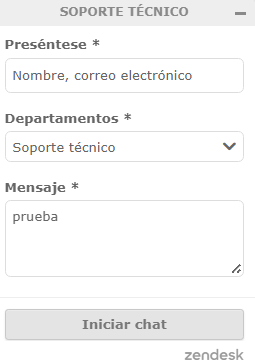 SOPORTE TÉCNICO
Preséntese *
Nombre, correo electrónico
Departamentos *
Soporte técnico
Mensaje *
prueba
Iniciar chat
zendesk